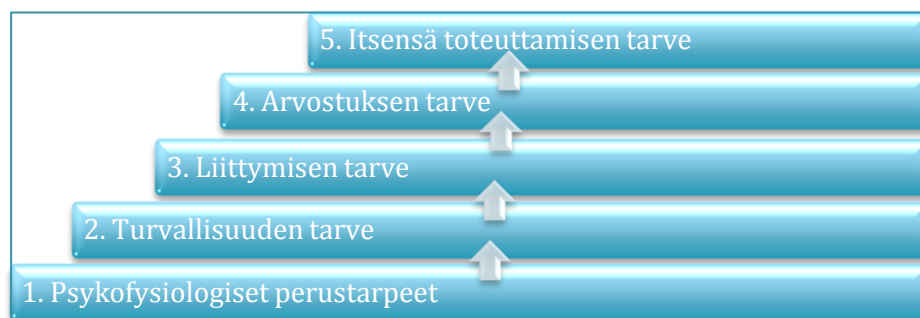 5. Itsensä toteuttamisen tarve
4. Arvostuksen tarve
3. Liittymisen tarve
2. Turvallisuuden tarve
1. Psykofysiologiset perustarpeet